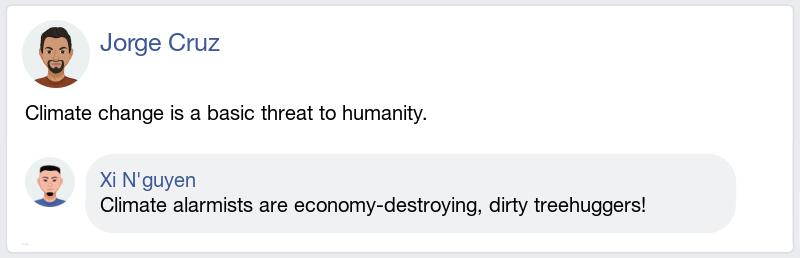 Jorge Cruz
Climate change is a basic threat to humanity.
Xi N'guyen
Climate alarmists are economy-destroying, dirty treehuggers!